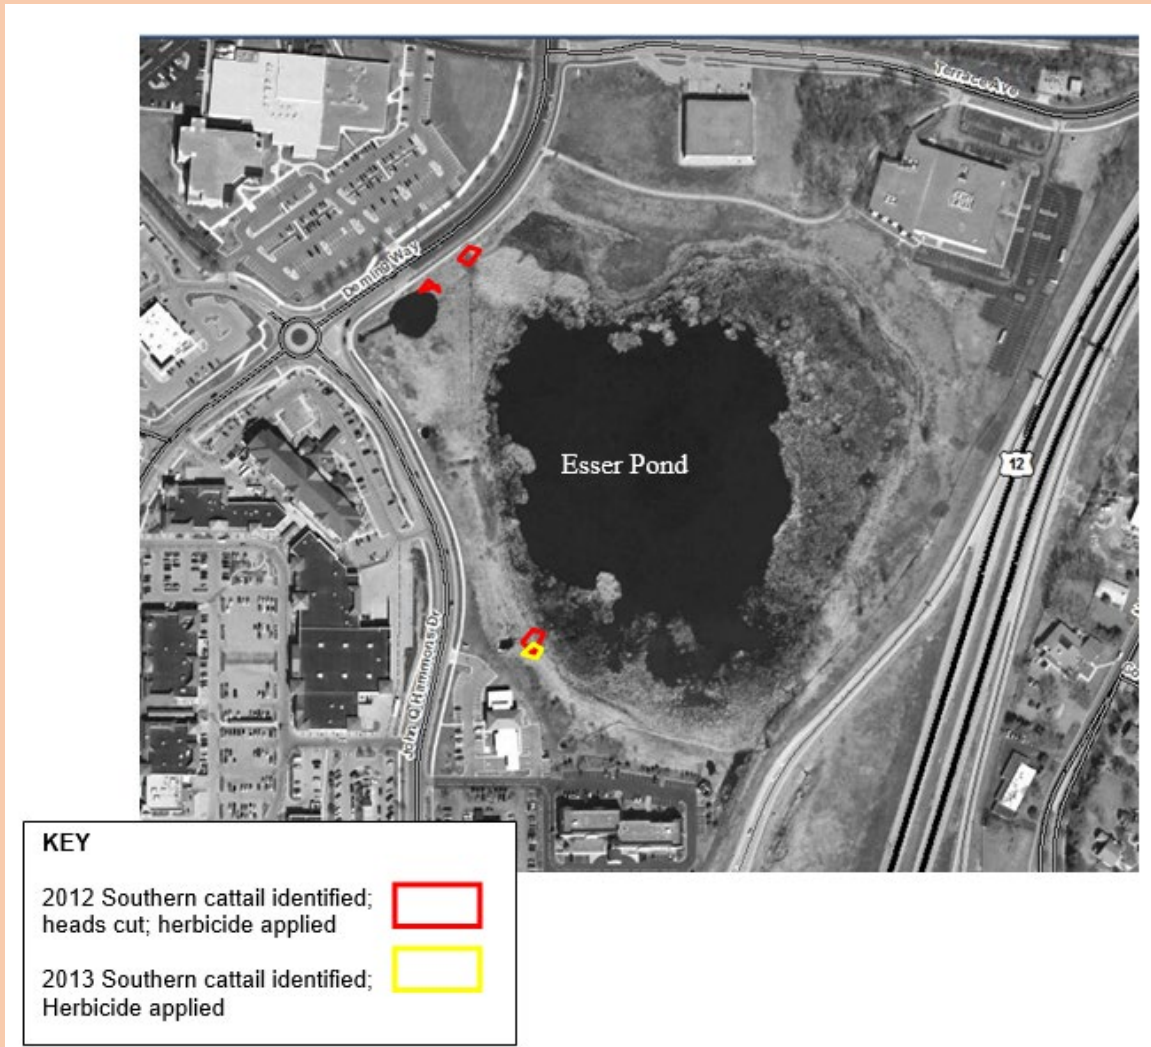 Terrace Ave
Deming Way
Esser Pond
12
John Q Hammons Dr
KEY
2012 Southern cattail identified;
heads cut; herbicide applied
2013 Southern cattail identified;
Herbicide applied